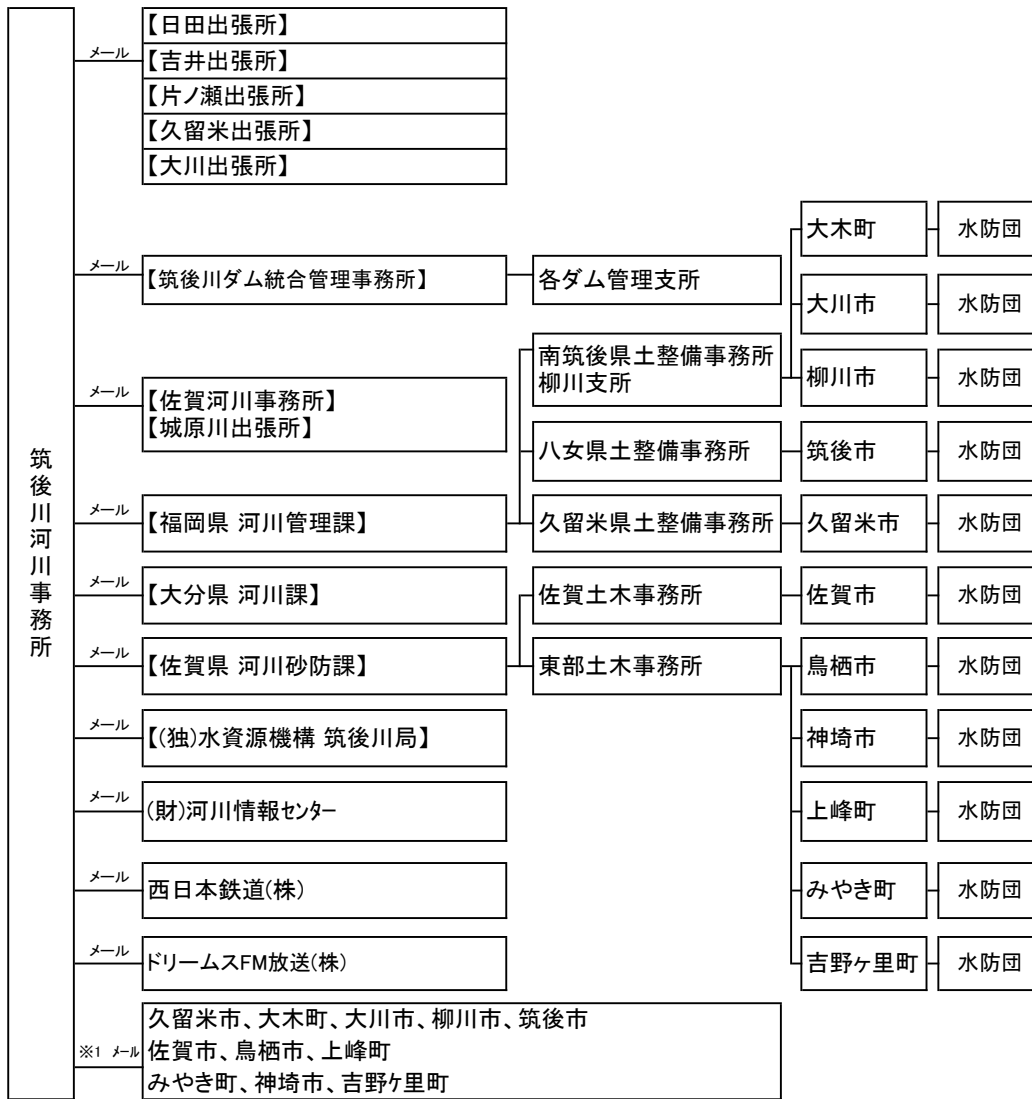 筑後川河川事務所
メール
【日田出張所】
【吉井出張所】
【片ノ瀬出張所】
【久留米出張所】
【大川出張所】
メール
【筑後川ダム統合管理事務所】
各ダム管理支所
メール
【佐賀河川事務所】
【城原川出張所】
メール
【福岡県 河川管理課】
南筑後県土整備事務所
柳川支所
大木町
水防団
大川市
水防団
柳川市
水防団
八女県土整備事務所
筑後市
水防団
久留米県土整備事務所
久留米市
水防団
メール
【大分県 河川課】
メール
【佐賀県 河川砂防課】
佐賀土木事務所
佐賀市
水防団
東部土木事務所
鳥栖市
水防団
神埼市
水防団
上峰町
水防団
みやき町
水防団
吉野ヶ里町
水防団
メール
【(独)水資源機構 筑後川局】
メール
(財)河川情報センター
メール
西日本鉄道(株)
メール
ドリームスFM放送(株)
※1 メール
久留米市、大木町、大川市、柳川市、筑後市
佐賀市、鳥栖市、上峰町
みやき町、神埼市、吉野ケ里町